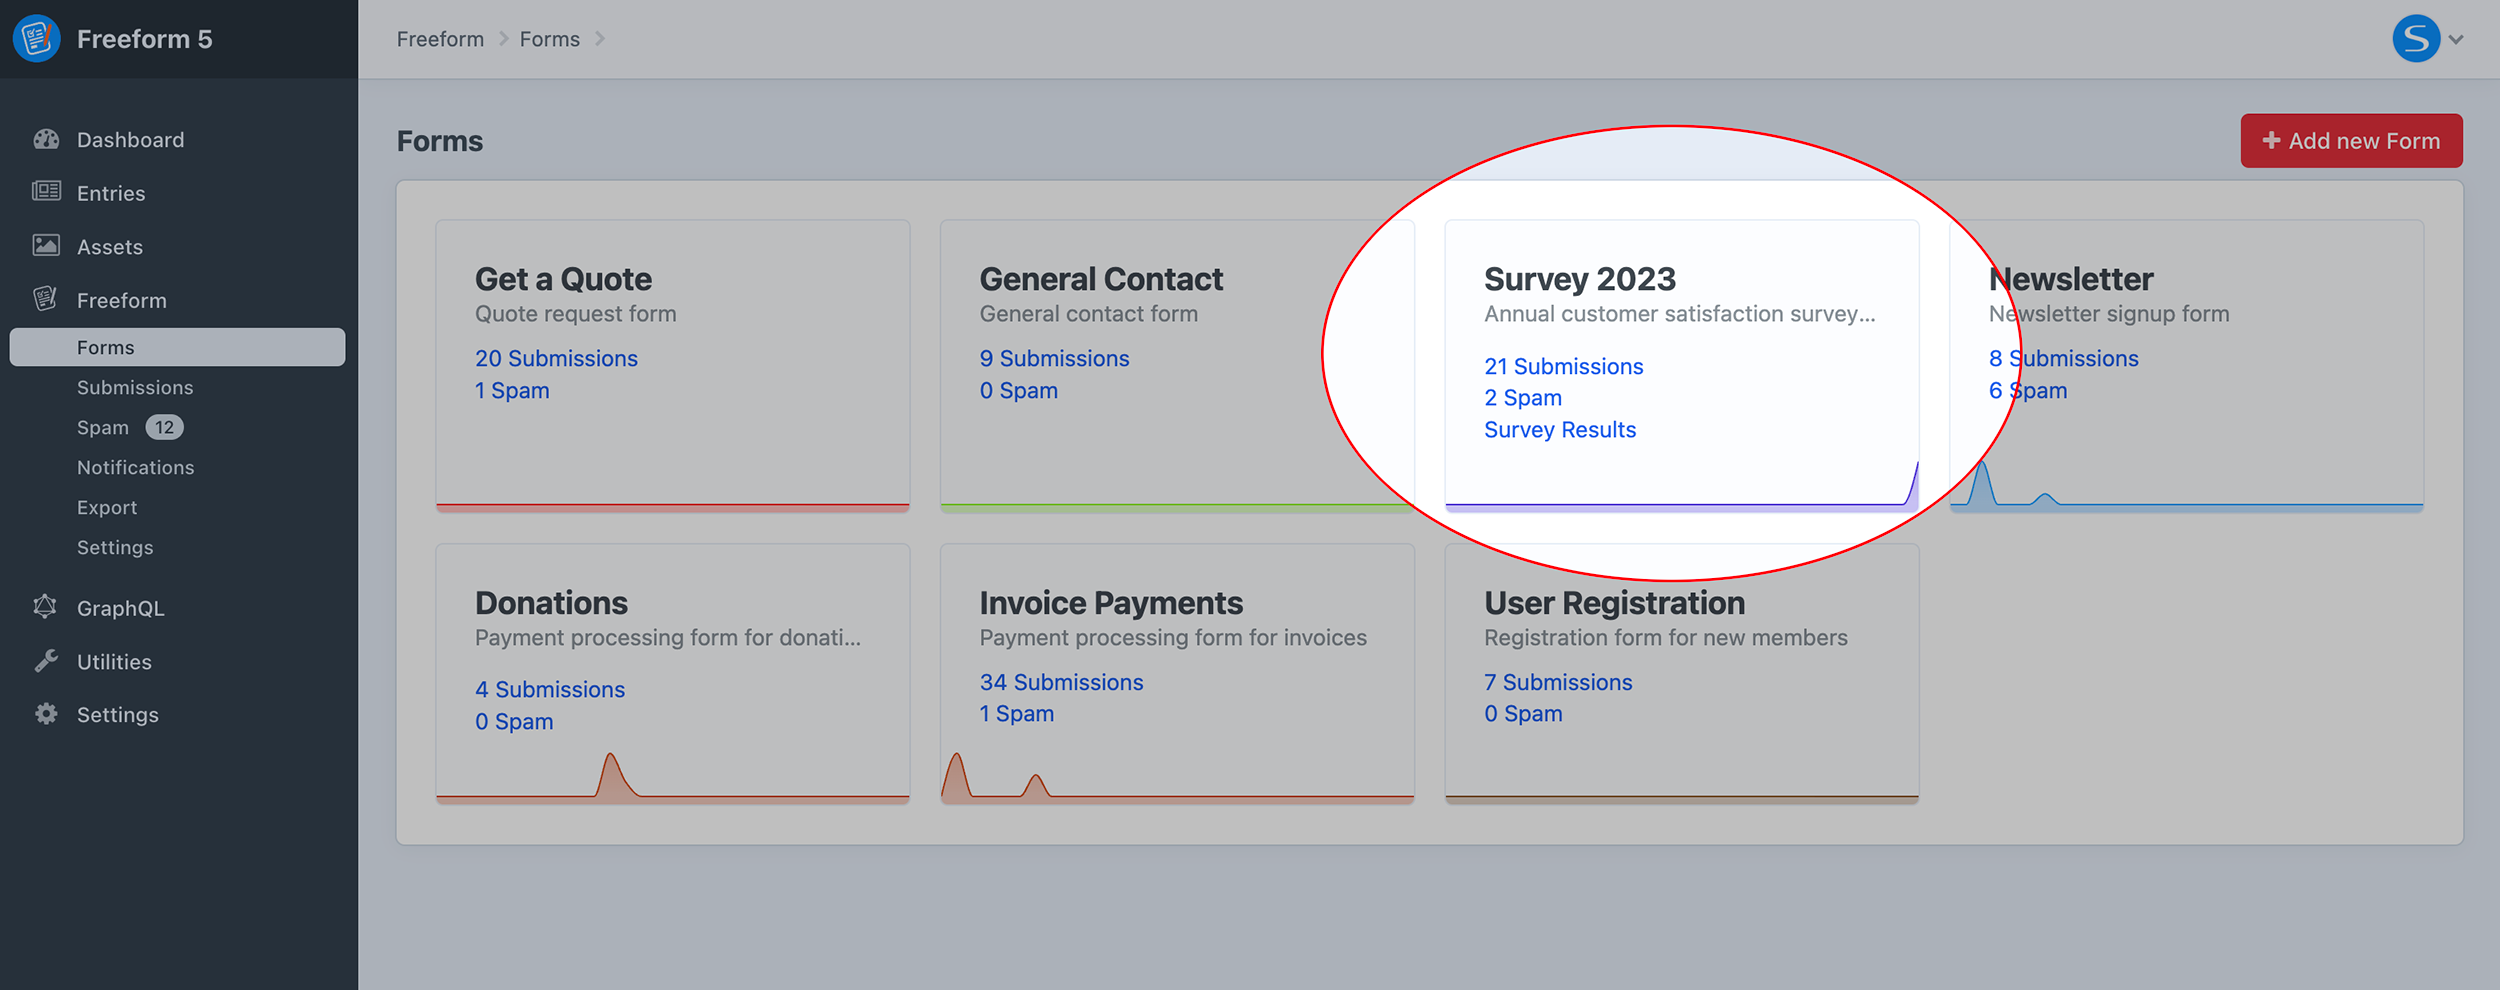 Freeform 5
Freeform
Forms
S
Dashboard
Entries
Assets
Freeform
Forms
Submissions
Spam 12
Notifications
Export
Settings
GraphQL
Utilities
Settings
Forms
+ Add new Form
Get a Quote
Quote request form
20 Submissions
1 Spam
General Contact
General contact form
9 Submissions
0 Spam
Survey 2023
Annual customer satisfaction survey...
21 Submissions
2 Spam
Survey Results
Newsletter
Newsletter signup form
8 Submissions
6 Spam
Donations
Payment processing form for donati...
4 Submissions
0 Spam
Invoice Payments
Payment processing form for invoices
34 Submissions
1 Spam
User Registration
Registration form for new members
7 Submissions
0 Spam